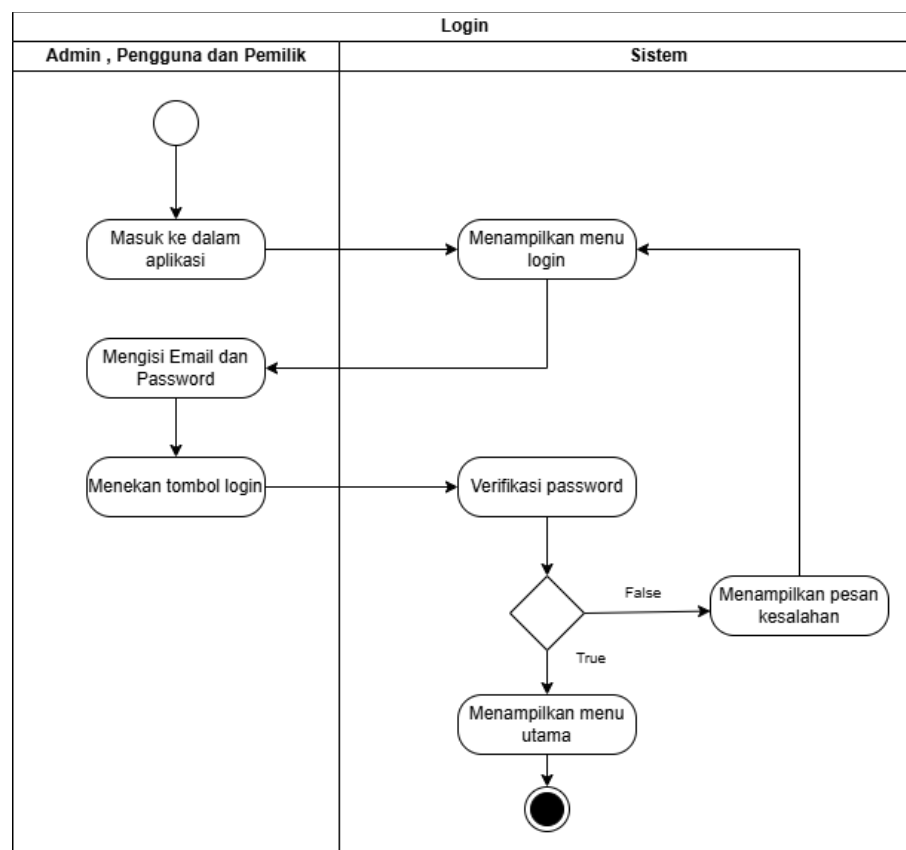 Login
Admin , Pengguna dan Pemilik
Sistem
Masuk ke dalam
aplikasi
Menampilkan menu
login
Mengisi Email dan
Password
Menekan tombol login
Verifikasi password
False
Menampilkan pesan
kesalahan
True
Menampilkan menu
utama